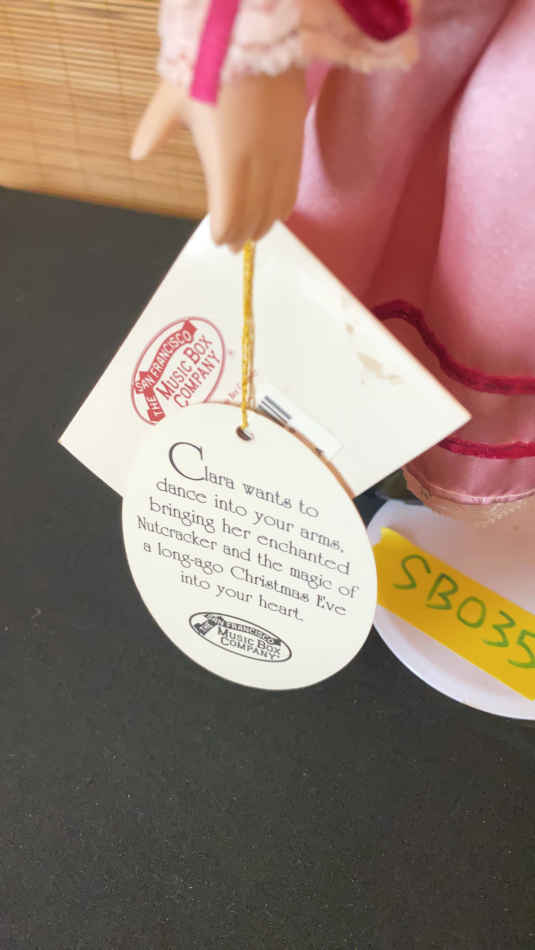 THE SAN FRANCISCO
MUSIC BOX
COMPANY
Clara wants to
dance into your arms,
bringing her enchanted
Nutcracker and the magic of
a long-ago Christmas Eve
into your heart.
THE SAN FRANCISCO
MUSIC BOX
COMPANY
SB035